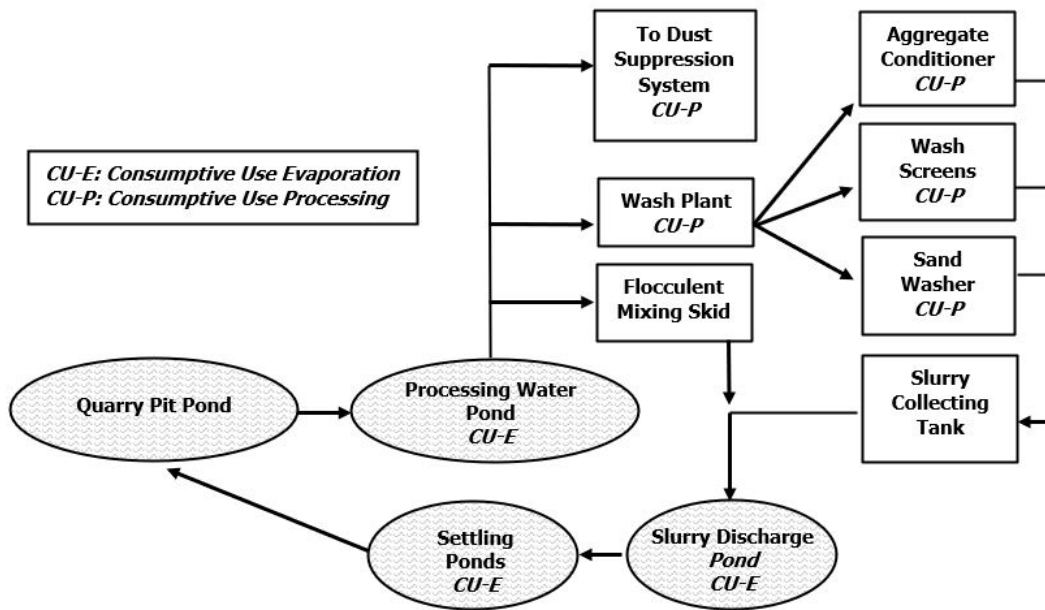 To Dust
Suppression
System
CU-P
Aggregate
Conditioner
CU-P
CU-E: Consumptive Use Evaporation
CU-P: Consumptive Use Processing
Wash Plant
CU-P
Wash
Screens
CU-P
Flocculent
Mixing Skid
Sand
Washer
CU-P
Quarry Pit Pond
Processing Water
Pond
CU-E
Slurry
Collecting
Tank
Settling
Ponds
CU-E
Slurry Discharge
Pond
CU-E